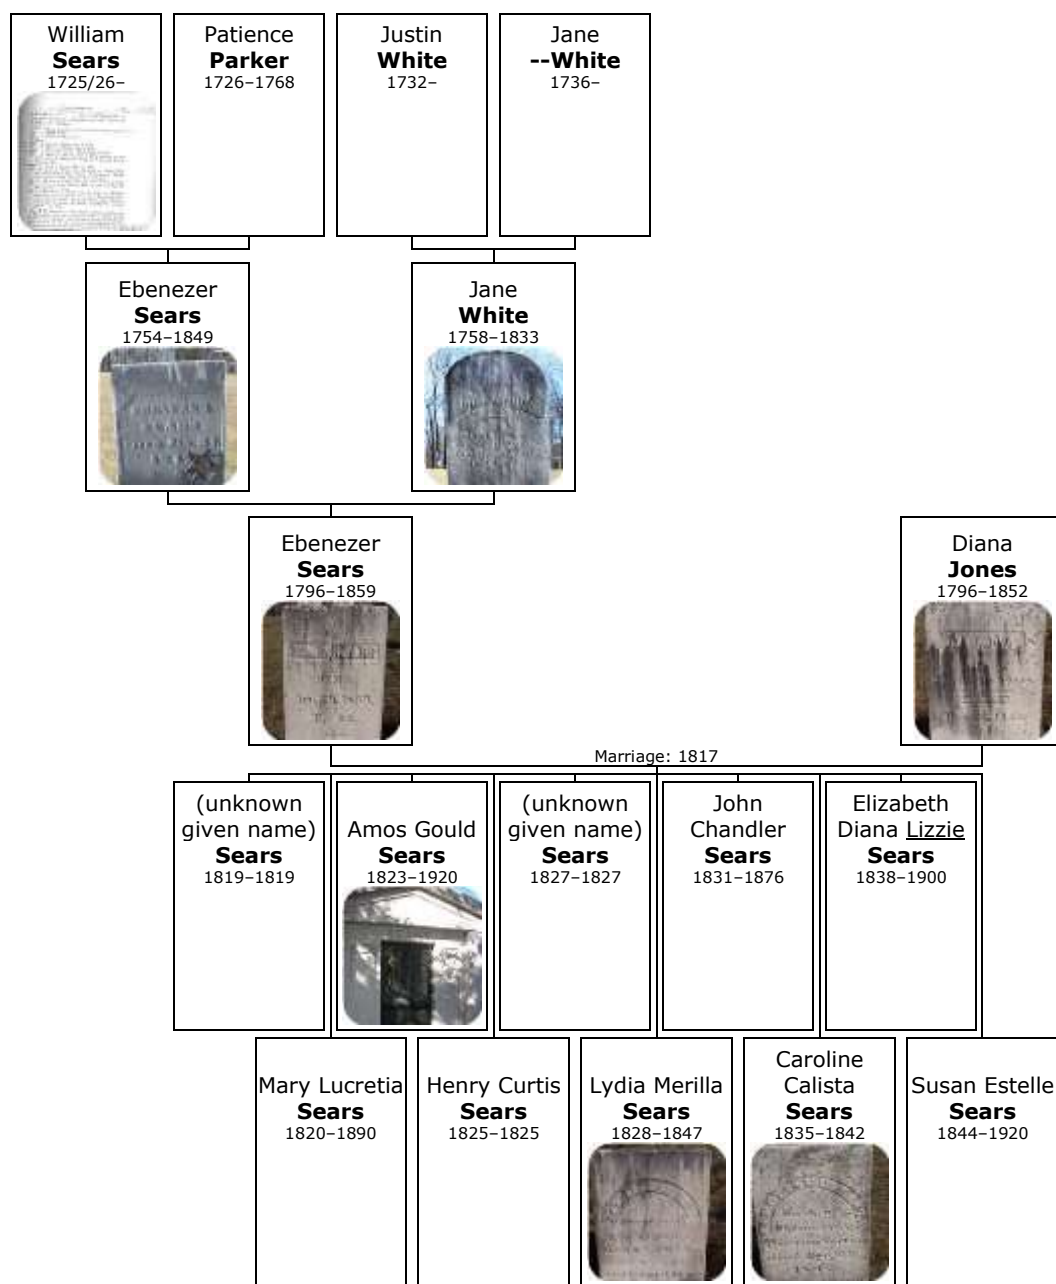 William
Sears
1725/26–
Patience
Parker
1726–1768
Justin
White
1732–
Jane
--White
1736–
Ebenezer
Sears
1754–1849
Jane
White
1758–1833
Ebenezer
Sears
1796–1859
Diana
Jones
1796–1852
Marriage: 1817
(unknown
given name)
Sears
1819–1819
Amos Gould
Sears
1823–1920
(unknown
given name)
Sears
1827–1827
John
Chandler
Sears
1831–1876
Elizabeth
Diana Lizzie
Sears
1838–1900
Mary Lucretia
Sears
1820–1890
Henry Curtis
Sears
1825–1825
Lydia Merilla
Sears
1828–1847
Caroline
Calista
Sears
1835–1842
Susan Estelle
Sears
1844–1920